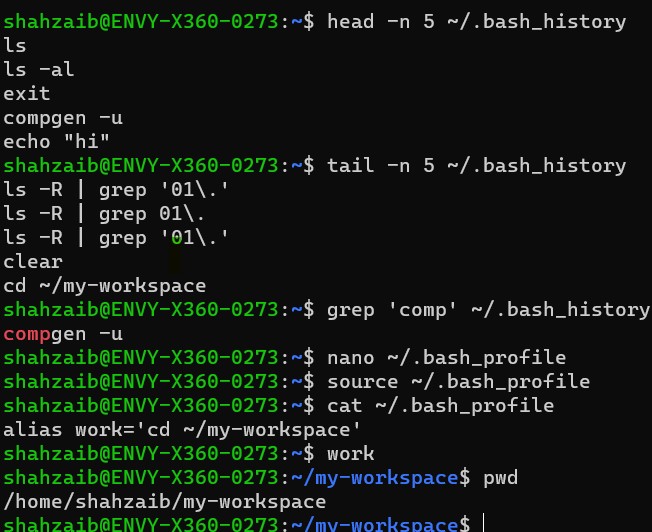 shahzaib@ENVY-X360-0273:~$ head -n 5 ~/.bash_history
ls
ls -al
exit
compgen -u
echo "hi"
shahzaib@ENVY-X360-0273:~$ tail -n 5 ~/.bash_history
ls -R | grep '01\.'
ls -R | grep 01\.
ls -R | grep '01\.'
clear
cd ~/my-workspace
shahzaib@ENVY-X360-0273:~$ grep 'comp' ~/.bash_history
compgen -u
shahzaib@ENVY-X360-0273:~$ nano ~/.bash_profile
shahzaib@ENVY-X360-0273:~$ source ~/.bash_profile
shahzaib@ENVY-X360-0273:~$ cat ~/.bash_profile
alias work='cd ~/my-workspace'
shahzaib@ENVY-X360-0273:~$ work
shahzaib@ENVY-X360-0273:~/my-workspace$ pwd
/home/shahzaib/my-workspace
shahzaib@ENVY-X360-0273:~/my-workspace$